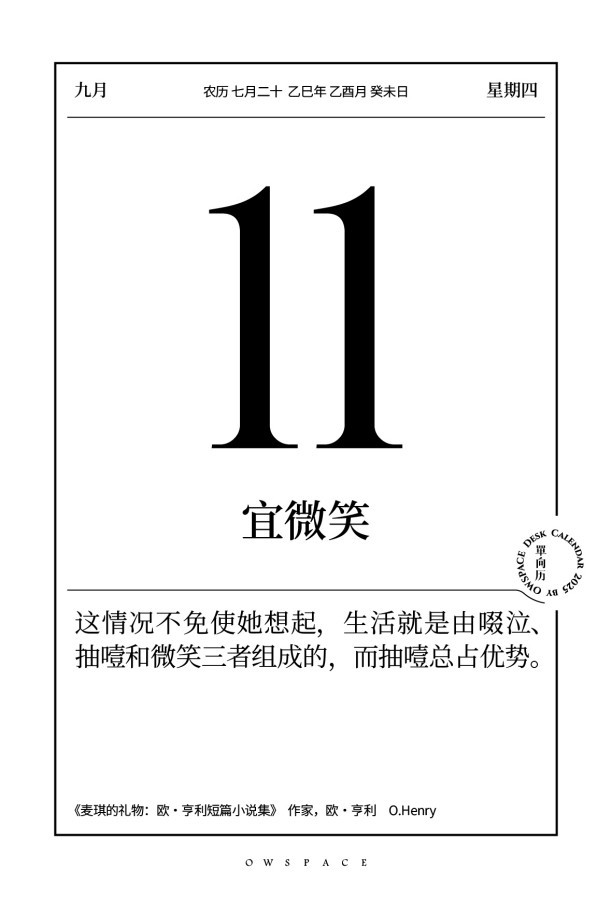 九月 农历 七月二十 乙巳年 乙酉月 癸未日 星期四
11
宜微笑
單向历
DESK CALENDAR 2025 BY OWSPACE
这情况不免使她想起，生活就是由啜泣、
抽噎和微笑三者组成的，而抽噎总占优势。
《麦琪的礼物：欧·亨利短篇小说集》 作家，欧·亨利 O.Henry
OWSPACE